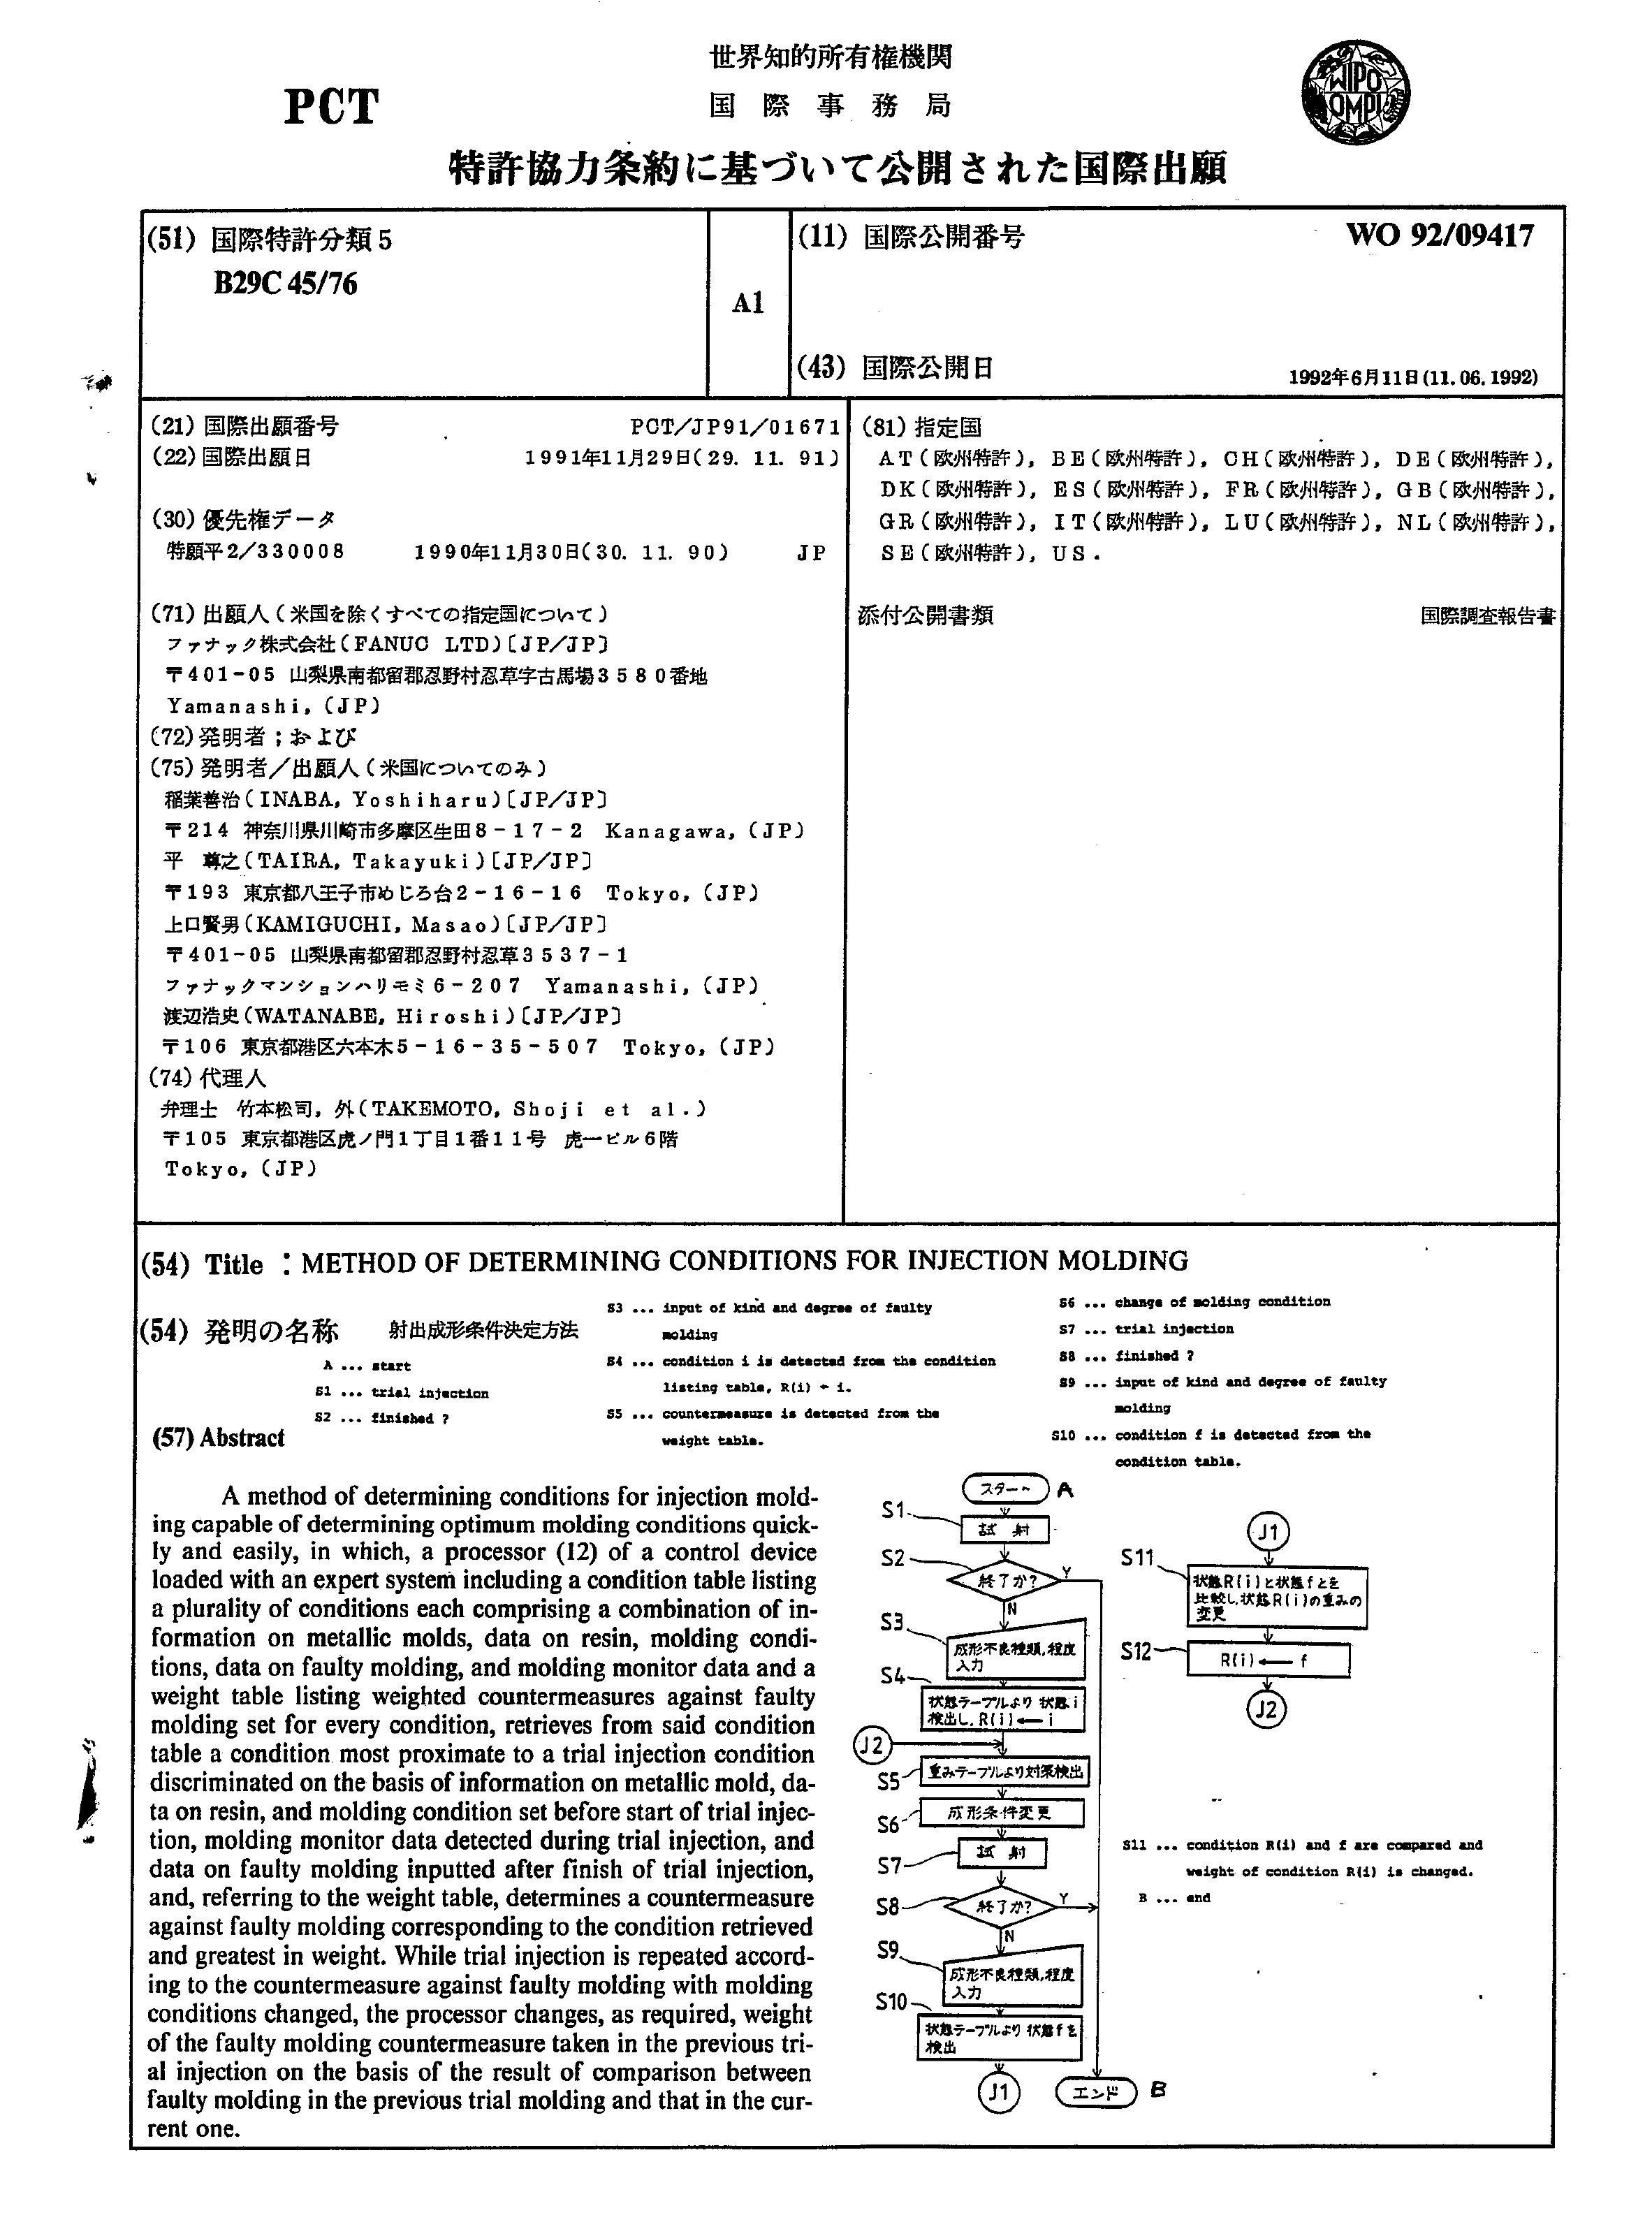 世界知的所有権機関
PCT
国際事務局
WIPO
OMPI
特許協力条約に基づいて公開された国際出願
(51) 国際特許分類 5
B29C 45/76
A1
(11) 国際公開番号
WO 92/09417
(43) 国際公開日
1992年6月11日(11.06.1992)
(21) 国際出願番号 PCT/JP91/01671
(22) 国際出願日 1991年11月29日(29. 11. 91)
(30) 優先権データ
特願平2/330008 1990年11月30日(30. 11. 90) JP
(71) 出願人(米国を除くすべての指定国について)
ファナック株式会社(FANUC LTD)[JP/JP]
〒401-05 山梨県南都留郡忍野村忍草字古馬場3580番地
Yamanashi, (JP)
(72) 発明者;および
(75) 発明者/出願人(米国についてのみ)
稲葉善治(INABA, Yoshiharu)[JP/JP]
〒214 神奈川県川崎市多摩区生田8-17-2 Kanagawa, (JP)
平 尊之(TAIRA, Takayuki)[JP/JP]
〒193 東京都八王子市めじろ台2-16-16 Tokyo, (JP)
上口賢男(KAMIGUCHI, Masao)[JP/JP]
〒401-05 山梨県南都留郡忍野村忍草3537-1
ファナックマンションハリモミ6-207 Yamanashi, (JP)
渡辺浩史(WATANABE, Hiroshi)[JP/JP]
〒106 東京都港区六本木5-16-35-507 Tokyo, (JP)
(74) 代理人
弁理士 竹本松司, 外(TAKEMOTO, Shoji et al.)
〒105 東京都港区虎ノ門1丁目1番11号 虎一ビル6階
Tokyo, (JP)
(81) 指定国
AT(欧州特許), BE(欧州特許), CH(欧州特許), DE(欧州特許),
DK(欧州特許), ES(欧州特許), FR(欧州特許), GB(欧州特許),
GR(欧州特許), IT(欧州特許), LU(欧州特許), NL(欧州特許),
SE(欧州特許), US.
添付公開書類 国際調査報告書
(54) Title : METHOD OF DETERMINING CONDITIONS FOR INJECTION MOLDING
(54) 発明の名称 射出成形条件決定方法
A ... start
S1 ... trial injection
S2 ... finished ?
S3 ... input of kind and degree of faulty
molding
S4 ... condition i is detected from the condition
listing table, R(i) ← i.
S5 ... countermeasure is detected from the
weight table.
S6 ... change of molding condition
S7 ... trial injection
S8 ... finished ?
S9 ... input of kind and degree of faulty
molding
S10 ... condition f is detected from the
condition table.
(57) Abstract
A method of determining conditions for injection mold-
ing capable of determining optimum molding conditions quick-
ly and easily, in which, a processor (12) of a control device
loaded with an expert system including a condition table listing
a plurality of conditions each comprising a combination of in-
formation on metallic molds, data on resin, molding condi-
tions, data on faulty molding, and molding monitor data and a
weight table listing weighted countermeasures against faulty
molding set for every condition, retrieves from said condition
table a condition most proximate to a trial injection condition
discriminated on the basis of information on metallic mold, da-
ta on resin, and molding condition set before start of trial injec-
tion, molding monitor data detected during trial injection, and
data on faulty molding inputted after finish of trial injection,
and, referring to the weight table, determines a countermeasure
against faulty molding corresponding to the condition retrieved
and greatest in weight. While trial injection is repeated accord-
ing to the countermeasure against faulty molding with molding
conditions changed, the processor changes, as required, weight
of the faulty molding countermeasure taken in the previous tri-
al injection on the basis of the result of comparison between
faulty molding in the previous trial molding and that in the cur-
rent one.
スタート A
S1 試射
S2 終了か? Y
N
S3 成形不良種類,程度
入力
S4 状態テーブルより状態i
検出し,R(i)← i
J2
S5 重みテーブルより対策検出
S6 成形条件変更
S7 試射
S8 終了か? Y
N
S9 成形不良種類,程度
入力
S10 状態テーブルより状態fを
検出
J1
エンド B
J1
S11 状態R(i)と状態fとを
比較し,状態R(i)の重みの
変更
S12 R(i)← f
J2
S11 ... condition R(i) and f are compared and
weight of condition R(i) is changed.
B ... end